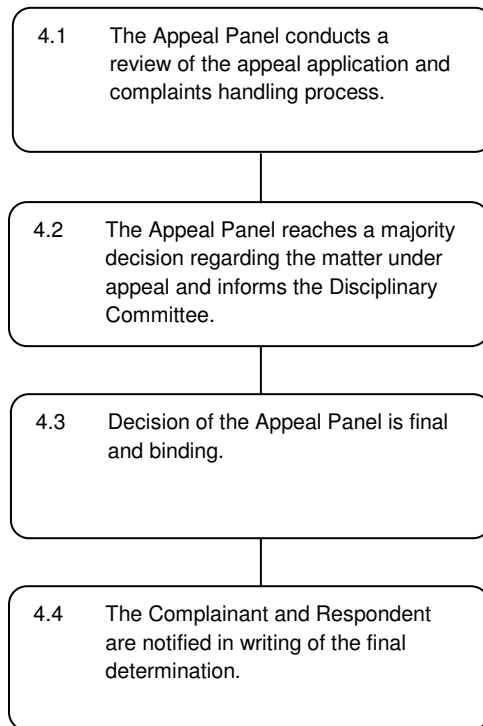 4.1 The Appeal Panel conducts a
review of the appeal application and
complaints handling process.
4.2 The Appeal Panel reaches a majority
decision regarding the matter under
appeal and informs the Disciplinary
Committee.
4.3 Decision of the Appeal Panel is final
and binding.
4.4 The Complainant and Respondent
are notified in writing of the final
determination.